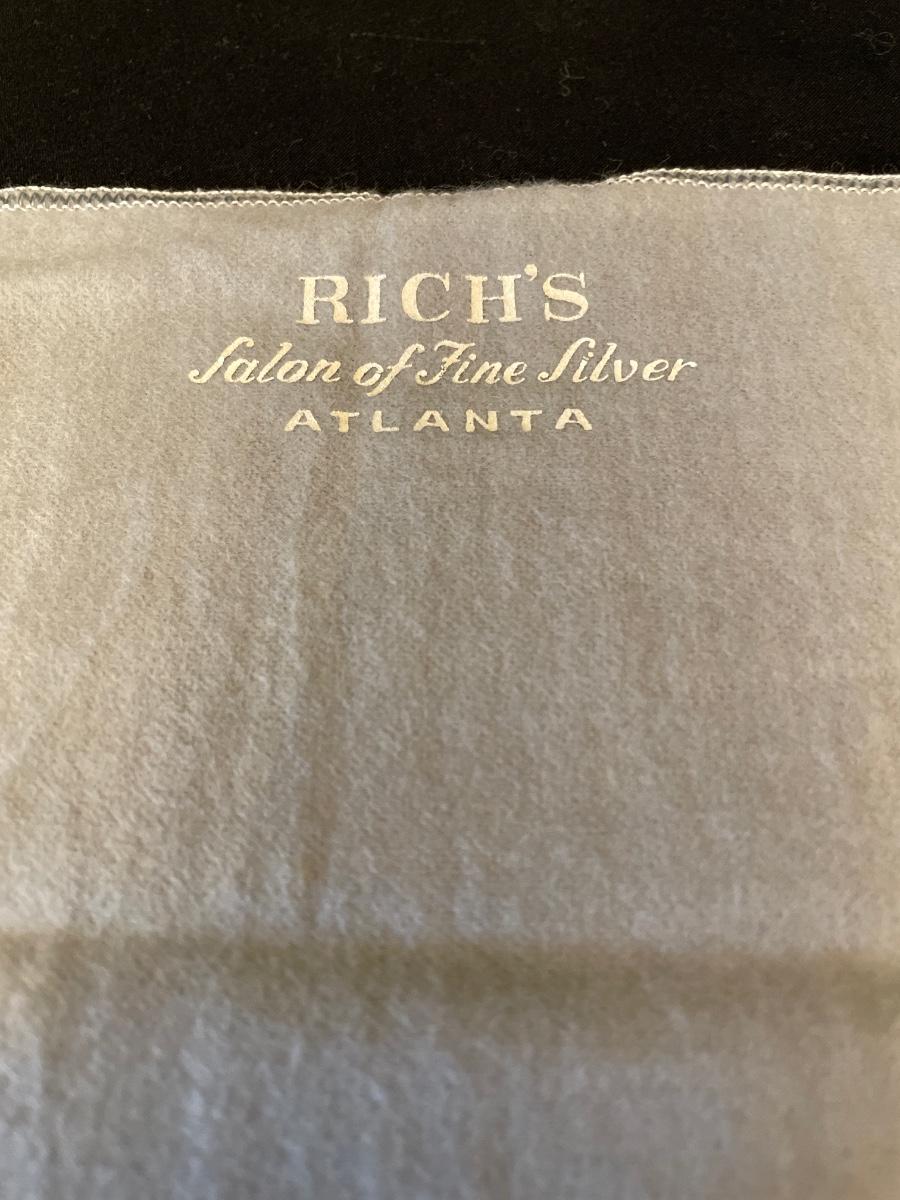 RICH'S
Salon of Fine Silver
ATLANTA